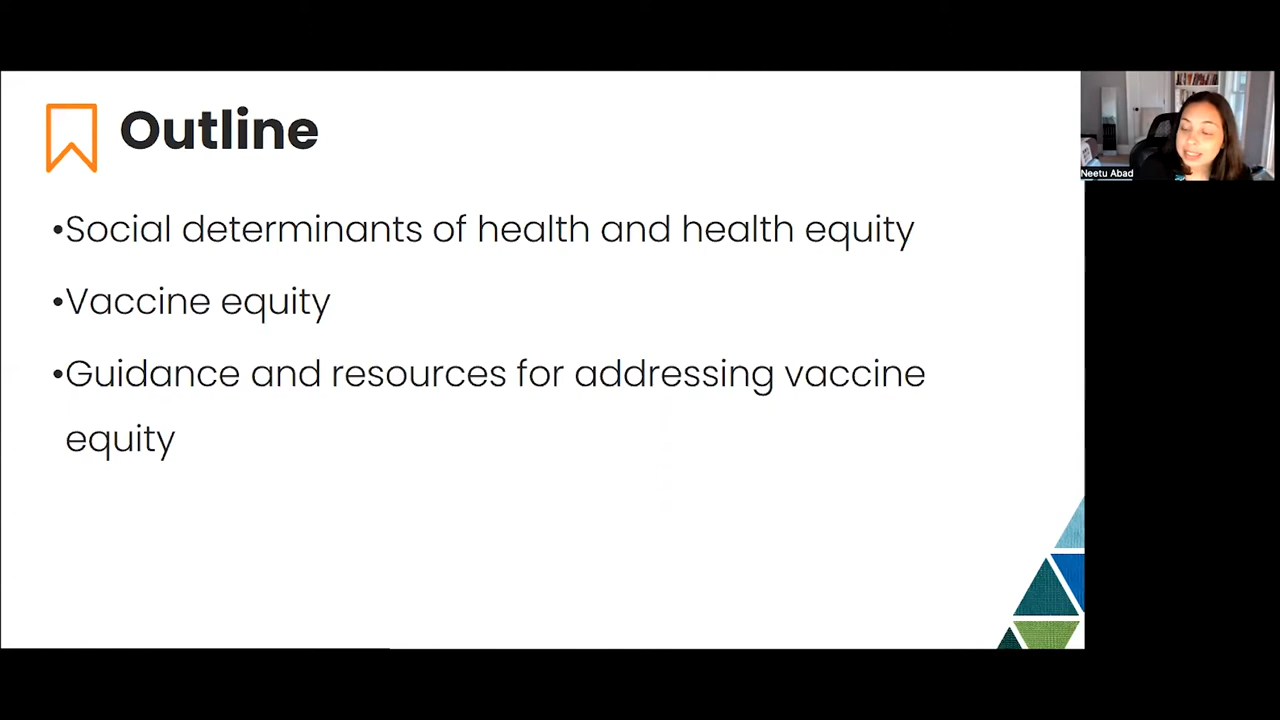 Outline
•Social determinants of health and health equity
•Vaccine equity
•Guidance and resources for addressing vaccine
equity
Neetu Abad